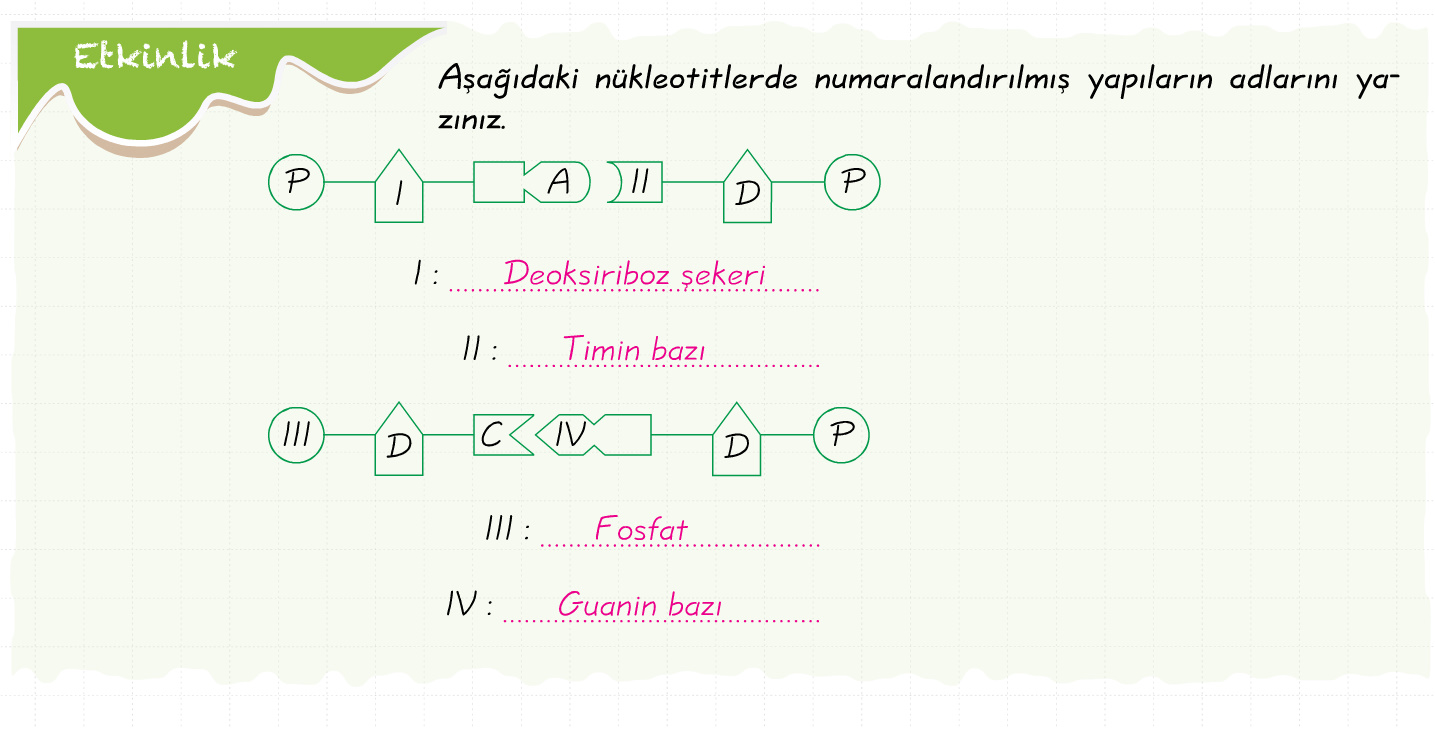 Etkinlik
Aşağıdaki nükleotitlerde numaralandırılmış yapıların adlarını ya-
zınız.
P I A II D P
I : Deoksiriboz şekeri
II : Timin bazı
III D C IV D P
III : Fosfat
IV : Guanin bazı